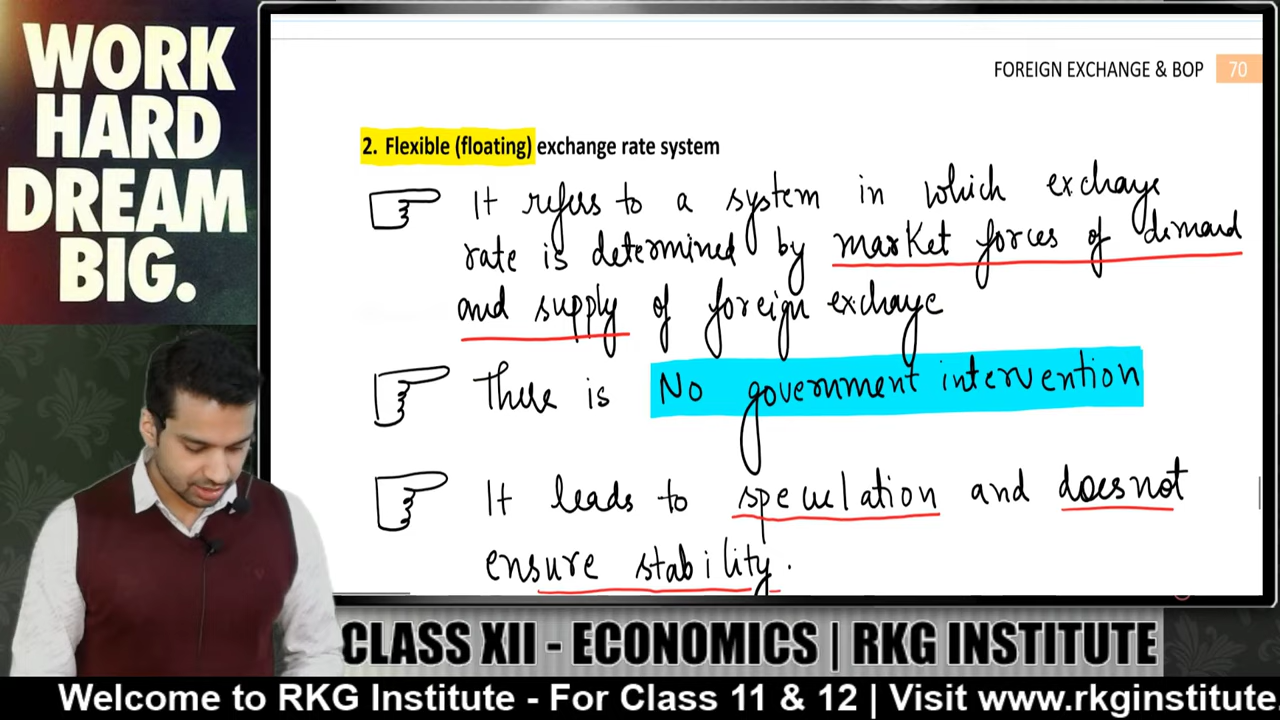 WORK
HARD
DREAM
BIG.
FOREIGN EXCHANGE & BOP 70
2. Flexible (floating) exchange rate system
It refers to a system in which exchange
rate is determined by market forces of demand
and supply of foreign exchange
There is No government intervention
It leads to speculation and does not
ensure stability.
CLASS XII - ECONOMICS | RKG INSTITUTE
Welcome to RKG Institute - For Class 11 & 12 | Visit www.rkginstitute.